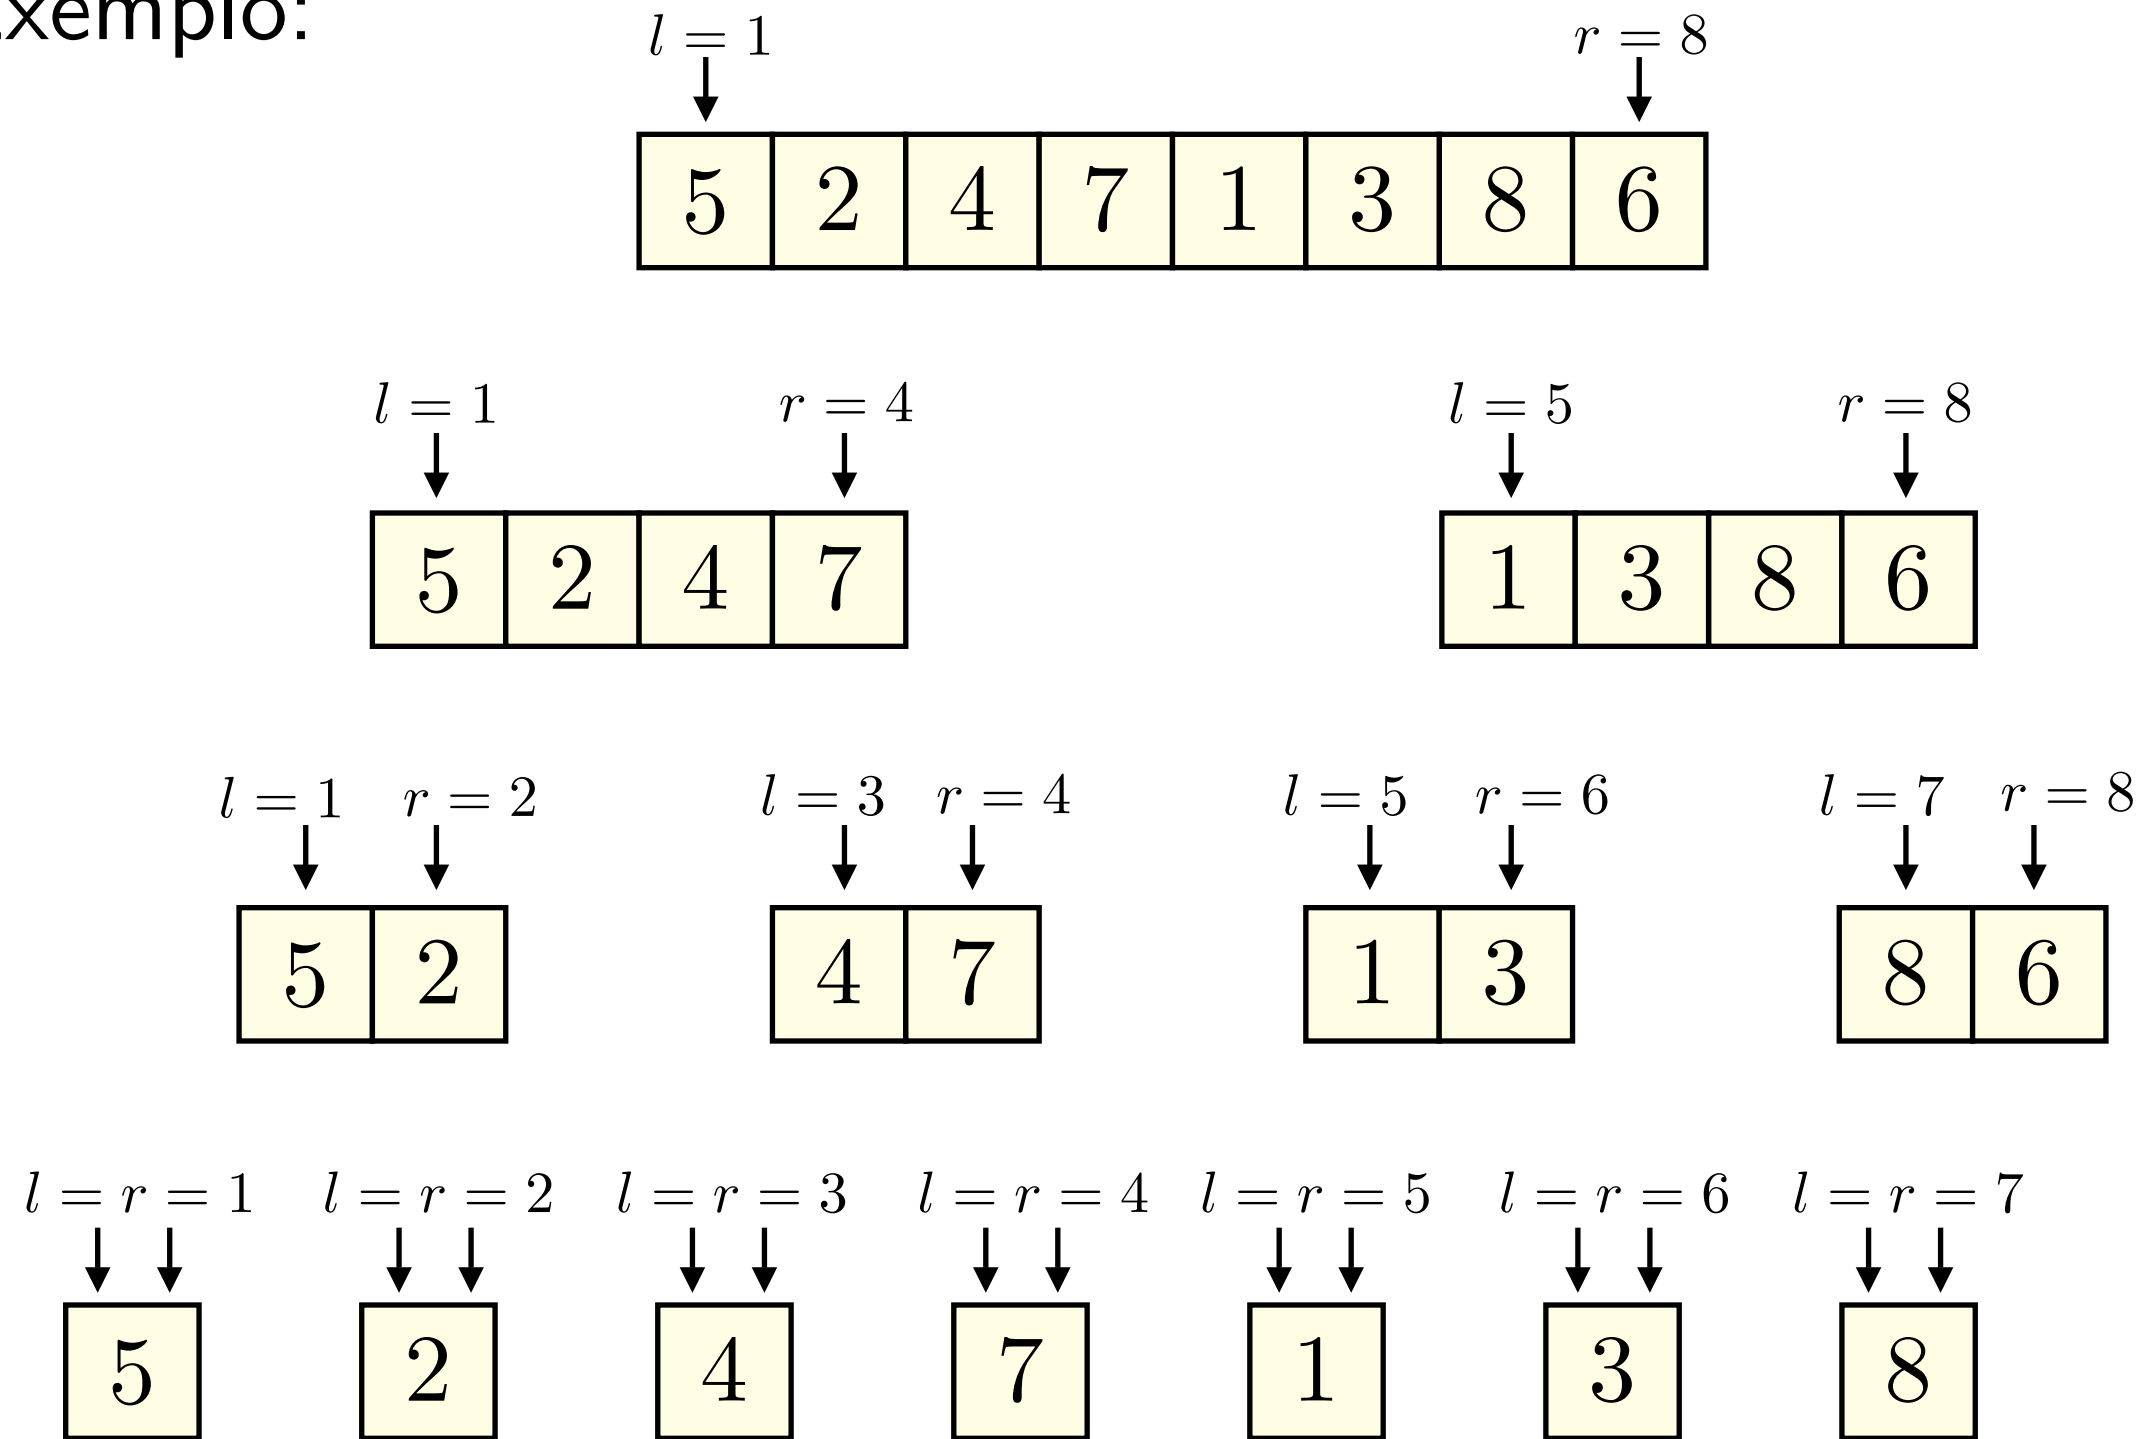 xemplo:
l = 1 r = 8
5 2 4 7 1 3 8 6
l = 1 r = 4 l = 5 r = 8
5 2 4 7 1 3 8 6
l = 1 r = 2 l = 3 r = 4 l = 5 r = 6 l = 7 r = 8
5 2 4 7 1 3 8 6
l = r = 1 l = r = 2 l = r = 3 l = r = 4 l = r = 5 l = r = 6 l = r = 7
5 2 4 7 1 3 8